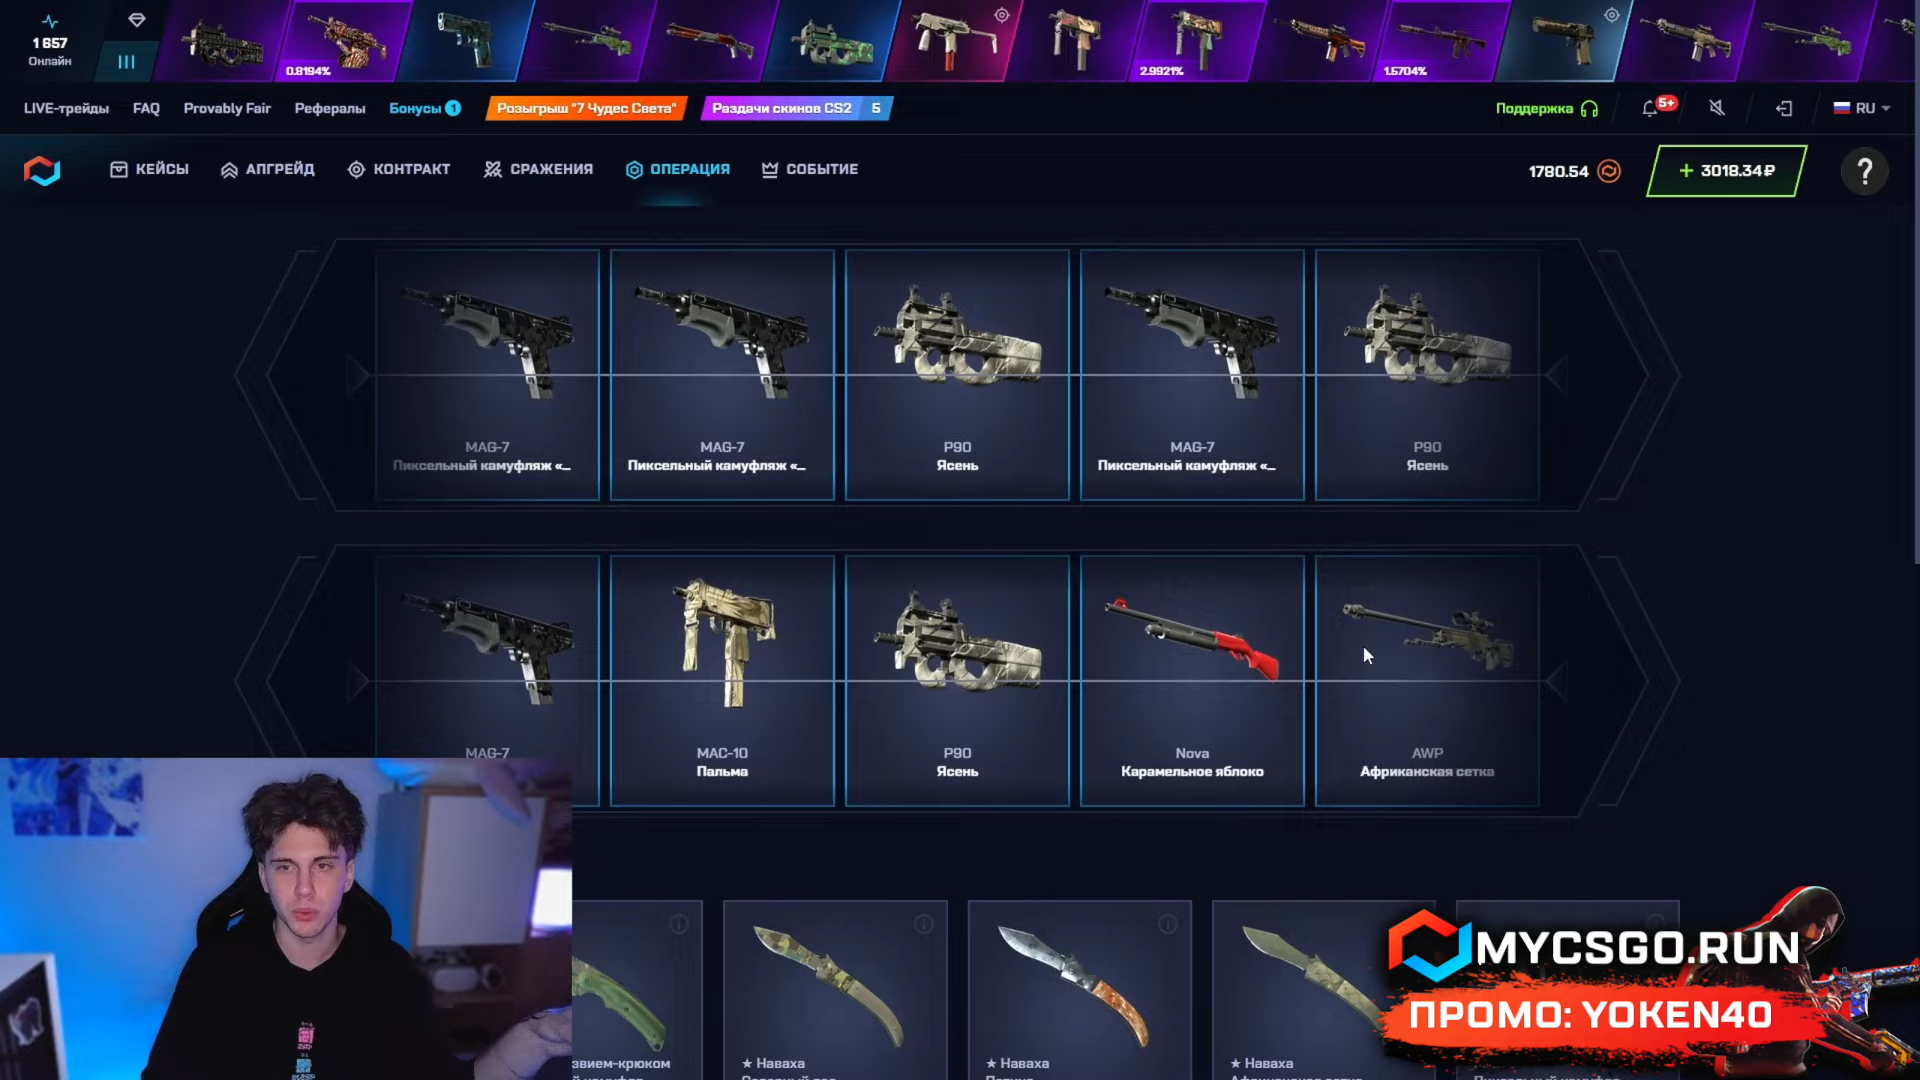 1 657
Онлайн
0.8194%
2.9921%
1.5704%
LIVE-трейды
FAQ
Provably Fair
Рефералы
Бонусы 1
Розыгрыш "7 Чудес Света"
Раздачи скинов CS2 5
Поддержка
5+
RU
КЕЙСЫ
АПГРЕЙД
КОНТРАКТ
СРАЖЕНИЯ
ОПЕРАЦИЯ
СОБЫТИЕ
1780.54
+ 3018.34₽
?
MAG-7
Пиксельный камуфляж «...
MAG-7
Пиксельный камуфляж «...
P90
Ясень
MAG-7
Пиксельный камуфляж «...
P90
Ясень
MAG-7
MAC-10
Пальма
P90
Ясень
Nova
Карамельное яблоко
AWP
Африканская сетка
звием-крюком
★ Наваха
★ Наваха
★ Наваха
MYCSGO.RUN
ПРОМО: YOKEN40